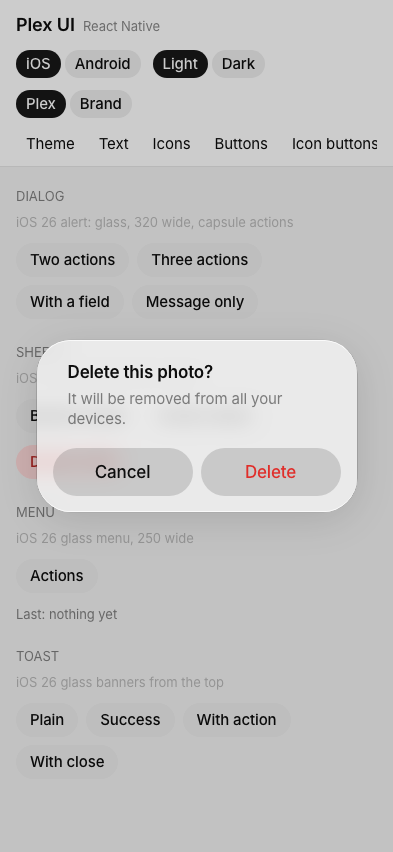 Plex UI React Native
iOS Android Light Dark
Plex Brand
Theme Text Icons Buttons Icon buttons
DIALOG
iOS 26 alert: glass, 320 wide, capsule actions
Two actions Three actions
With a field Message only
Delete this photo?
It will be removed from all your
devices.
Cancel Delete
MENU
iOS 26 glass menu, 250 wide
Actions
Last: nothing yet
TOAST
iOS 26 glass banners from the top
Plain Success With action
With close